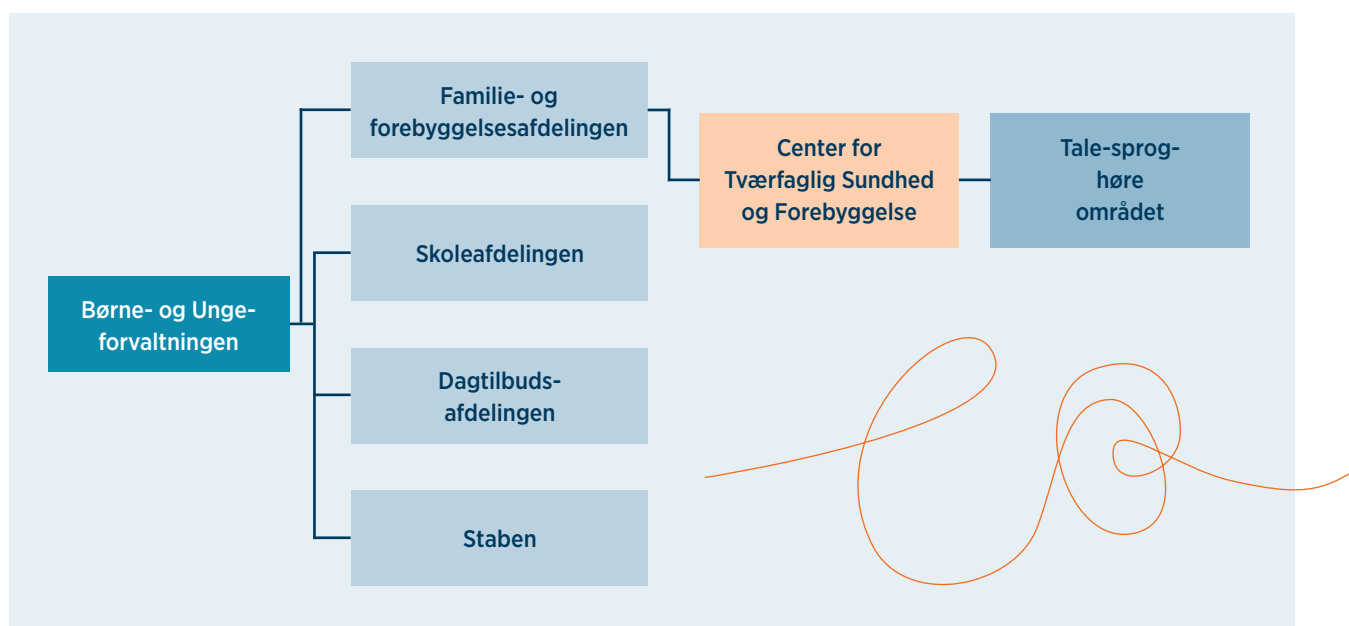 Familie- og
forebyggelsesafdelingen
Center for
Tværfaglig Sundhed
og Forebyggelse
Tale-sprog-
høre
området
Skoleafdelingen
Børne- og Unge-
forvaltningen
Dagtilbuds-
afdelingen
Staben